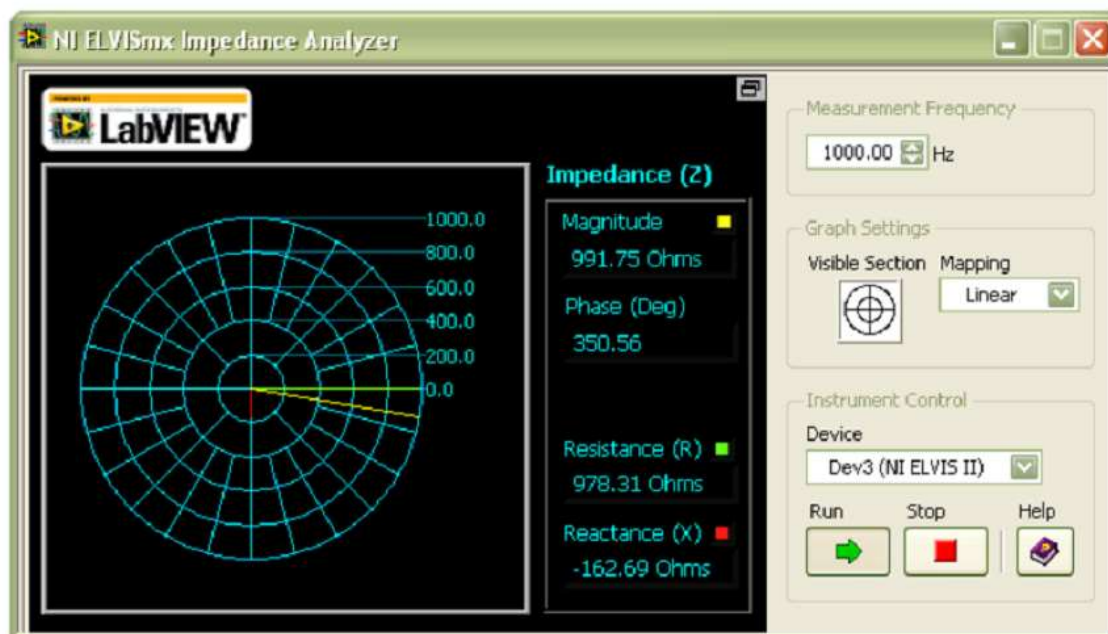 NI ELVISmx Impedance Analyzer
LabVIEW
Impedance (Z)
Magnitude
991.75 Ohms
Phase (Deg)
350.56
Resistance (R)
978.31 Ohms
Reactance (X)
-162.69 Ohms
1000.0
800.0
600.0
400.0
200.0
0.0
Measurement Frequency
1000.00 Hz
Graph Settings
Visible Section Mapping
Linear
Instrument Control
Device
Dev3 (NI ELVIS II)
Run Stop Help